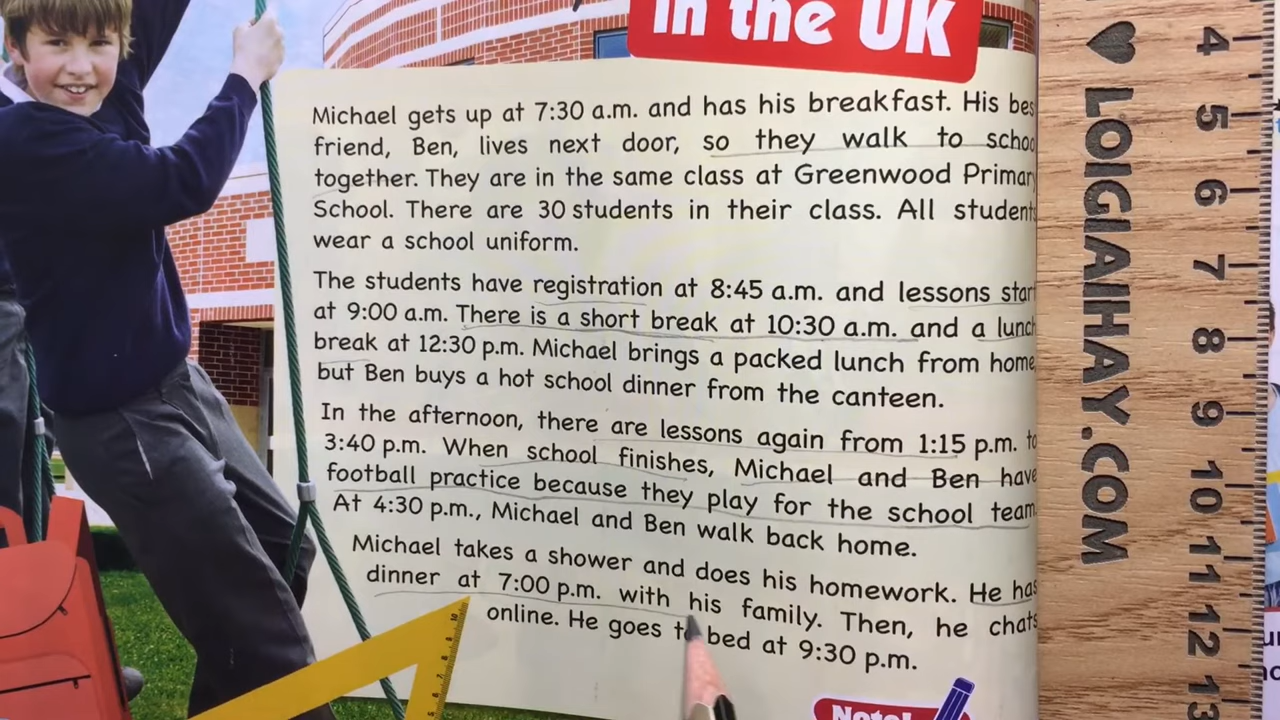 in the UK
Michael gets up at 7:30 a.m. and has his breakfast. His bes
friend, Ben, lives next door, so they walk to schoo
together. They are in the same class at Greenwood Primar
School. There are 30 students in their class. All student
wear a school uniform.
The students have registration at 8:45 a.m. and lessons star
at 9:00 a.m. There is a short break at 10:30 a.m. and a lunch
break at 12:30 p.m. Michael brings a packed lunch from home,
but Ben buys a hot school dinner from the canteen.
In the afternoon, there are lessons again from 1:15 p.m. to
3:40 p.m. When school finishes, Michael and Ben have
football practice because they play for the school team.
At 4:30 p.m., Michael and Ben walk back home.
Michael takes a shower and does his homework. He has
dinner at 7:00 p.m. with his family. Then, he chats
online. He goes to bed at 9:30 p.m.
Note!
LOIGIAIHAY.COM
4 5 6 7 8 9 10 11 12 13